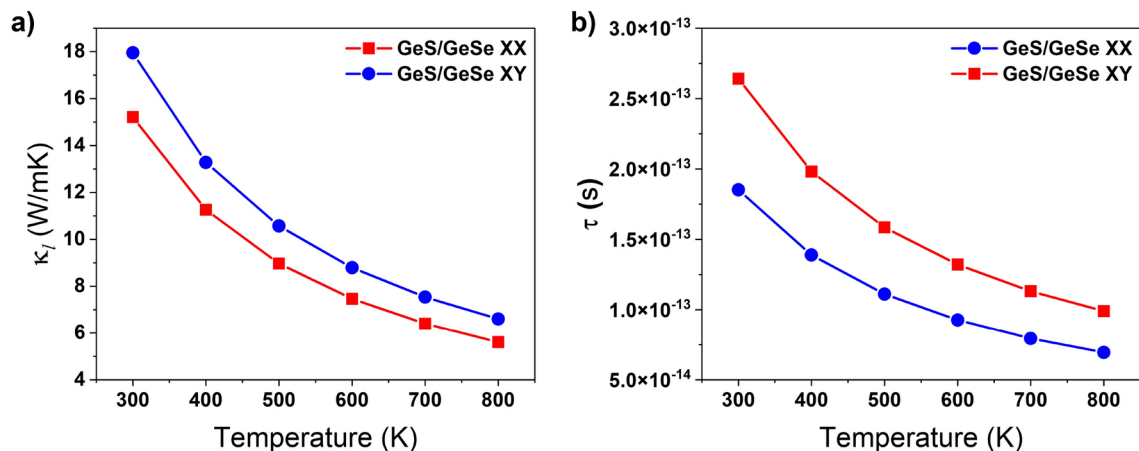 a)
κl (W/mK)
18
16
14
12
10
8
6
4
300 400 500 600 700 800
Temperature (K)
GeS/GeSe XX
GeS/GeSe XY
b)
τ (s)
3.0×10-13
2.5×10-13
2.0×10-13
1.5×10-13
1.0×10-13
5.0×10-14
300 400 500 600 700 800
Temperature (K)
GeS/GeSe XX
GeS/GeSe XY